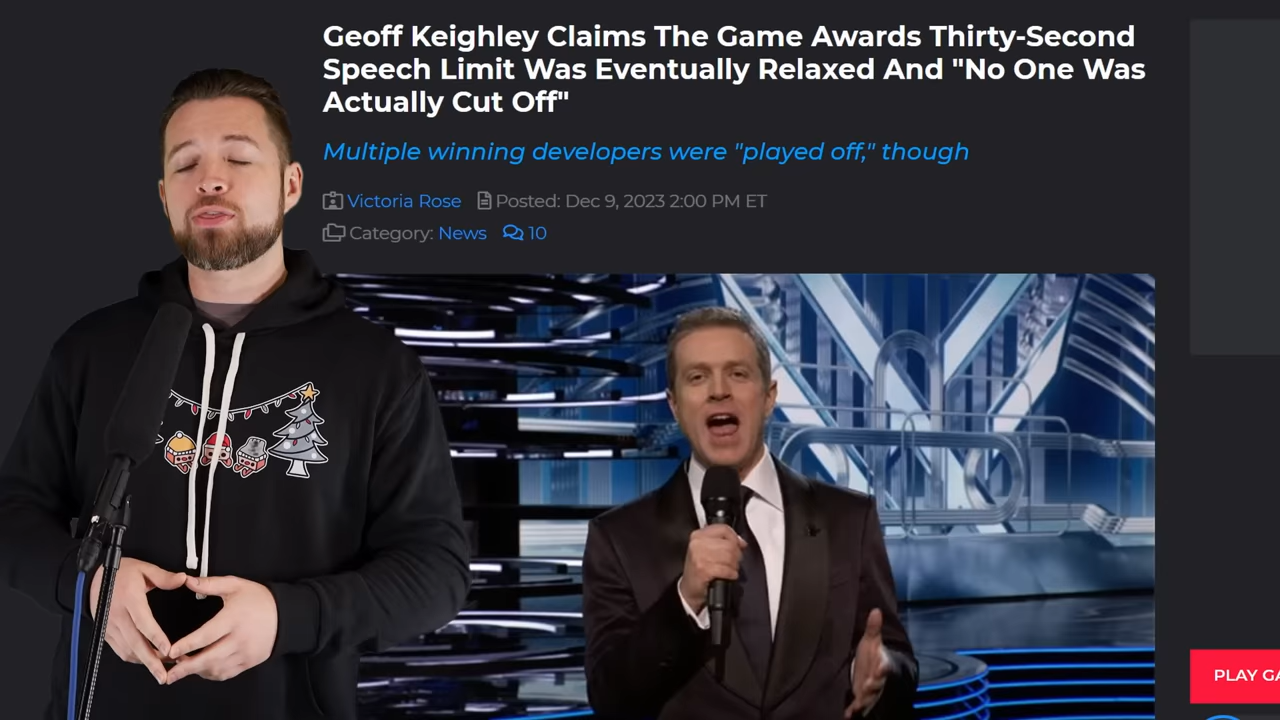 Geoff Keighley Claims The Game Awards Thirty-Second
Speech Limit Was Eventually Relaxed And "No One Was
Actually Cut Off"
Multiple winning developers were "played off," though
Victoria Rose Posted: Dec 9, 2023 2:00 PM ET
Category: News 10
PLAY GA